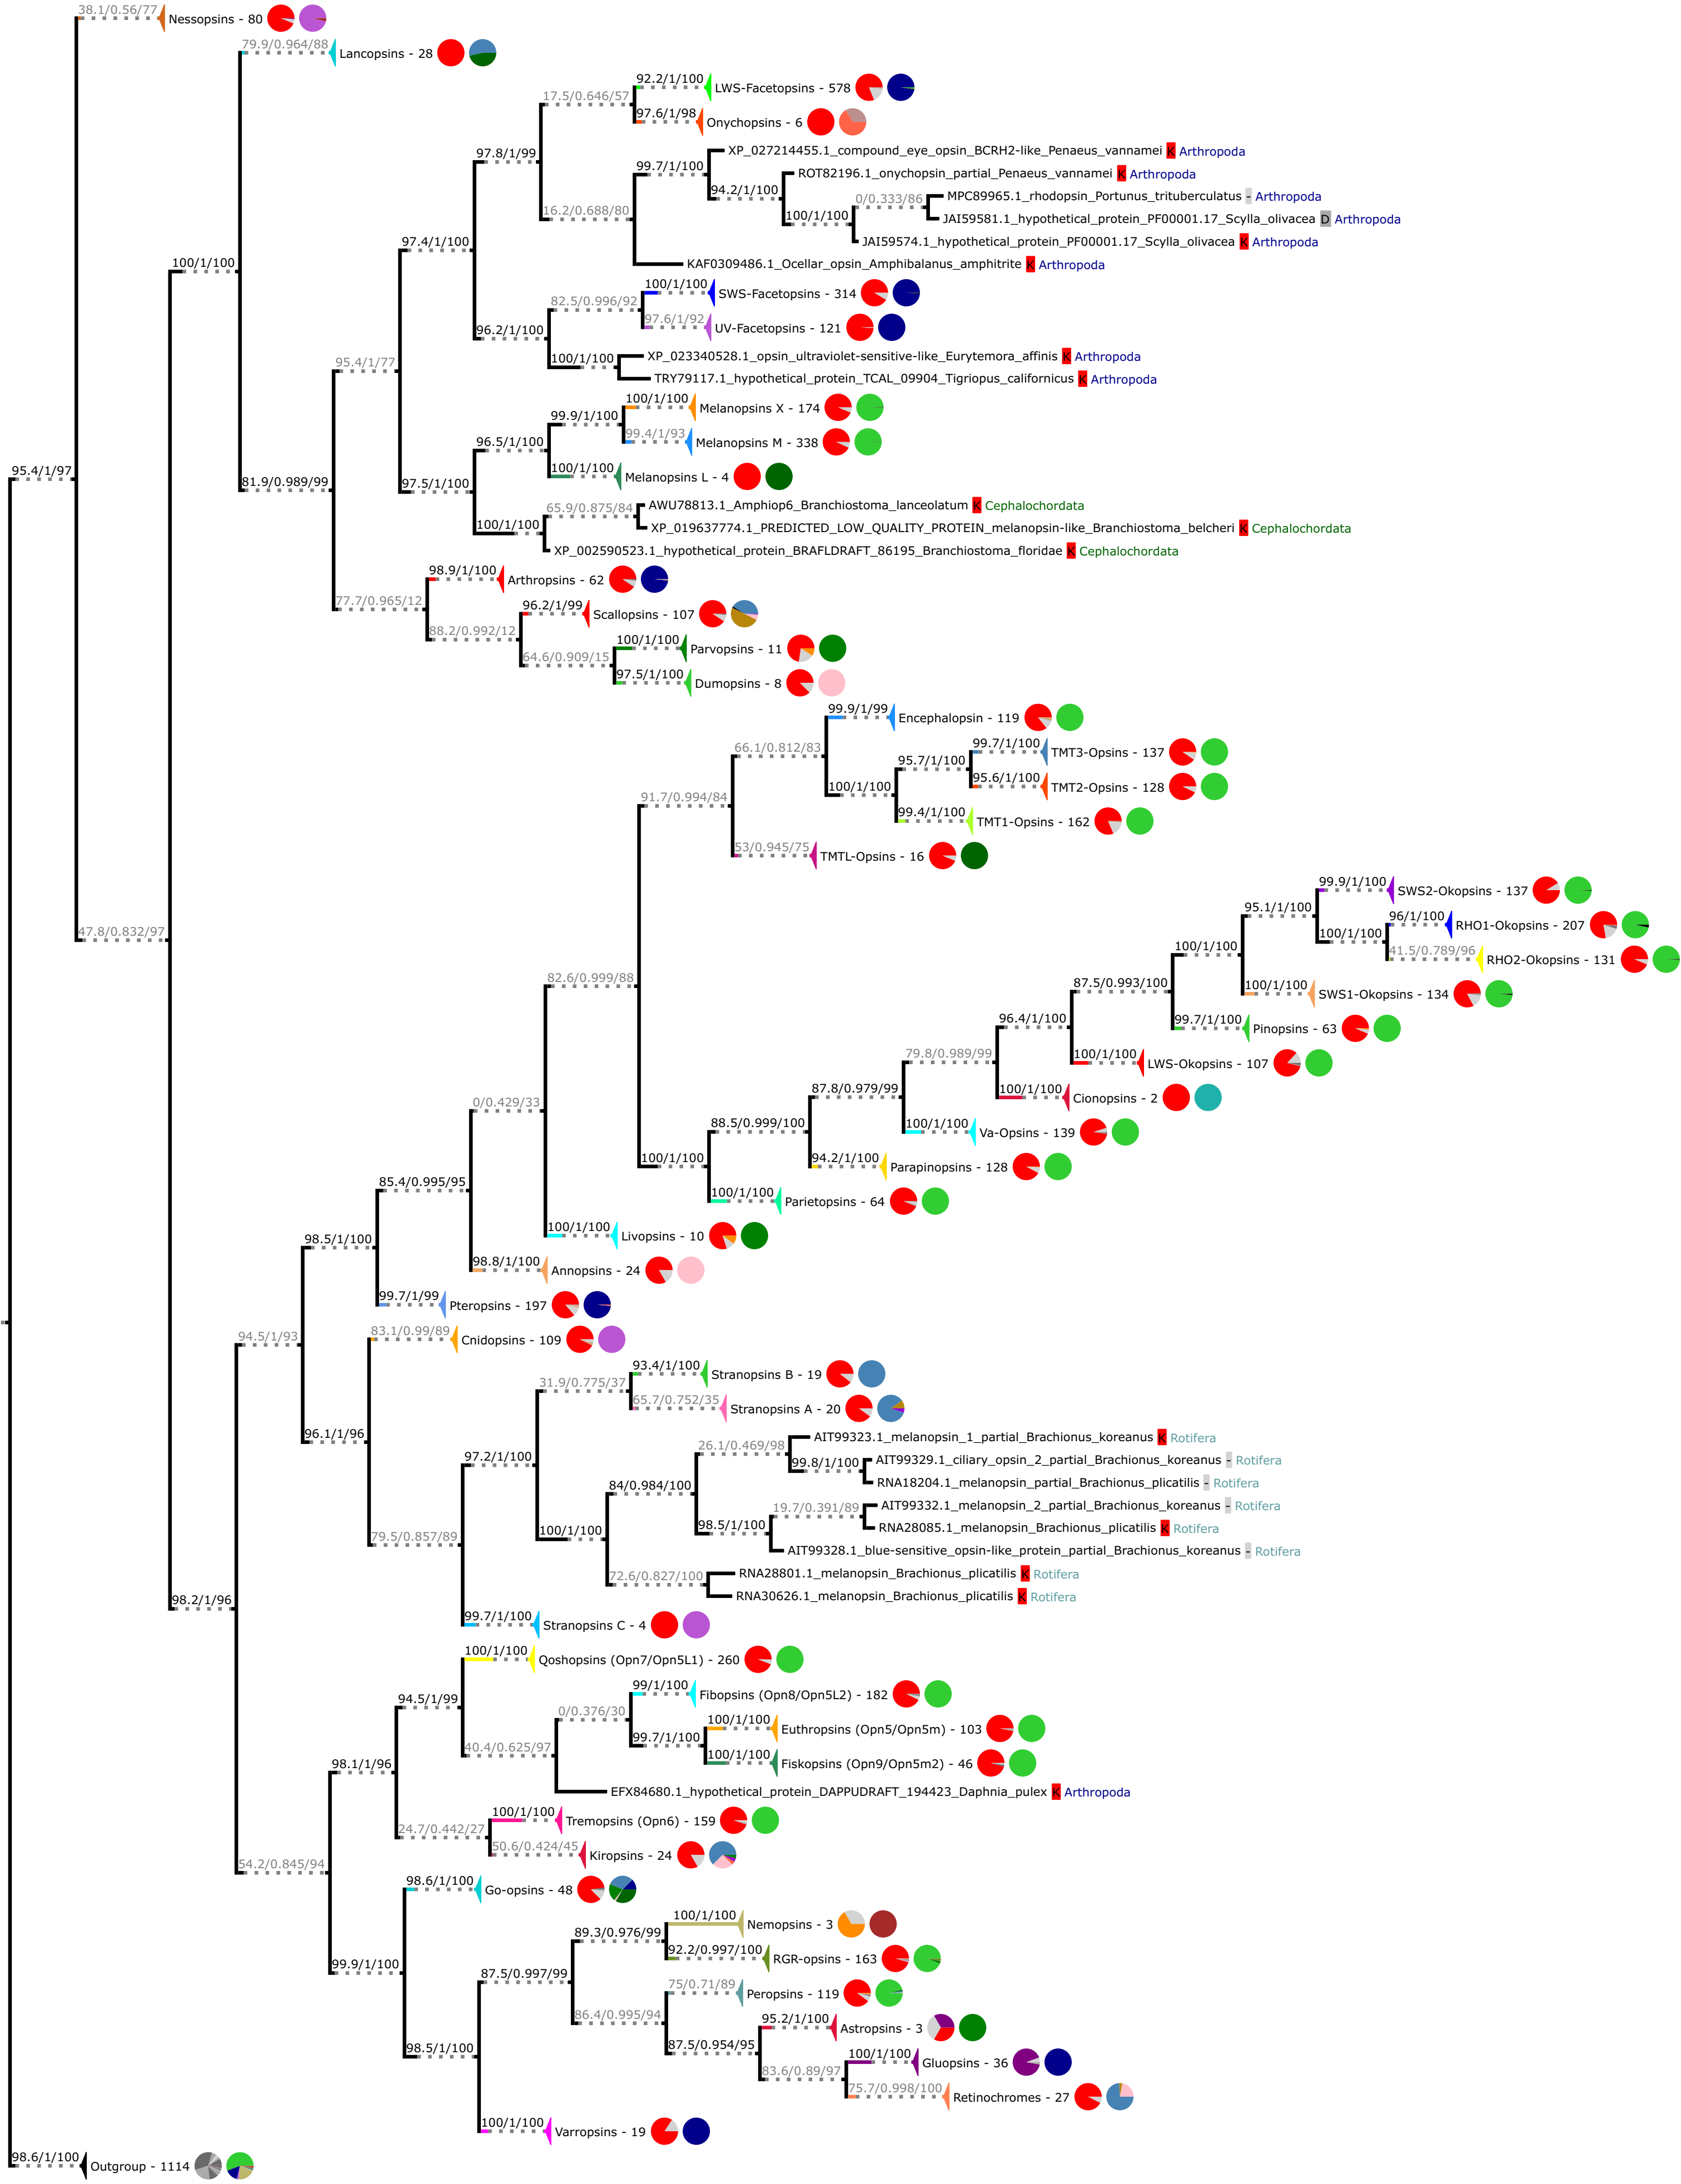 38.1/0.56/77
Nessopsins - 80
79.9/0.964/88
Lancopsins - 28
92.2/1/100
LWS-Facetopsins - 578
17.5/0.646/57
97.6/1/98
Onychopsins - 6
97.8/1/99
XP_027214455.1_compound_eye_opsin_BCRH2-like_Penaeus_vannamei K Arthropoda
99.7/1/100
ROT82196.1_onychopsin_partial_Penaeus_vannamei K Arthropoda
94.2/1/100
MPC89965.1_rhodopsin_Portunus_trituberculatus - Arthropoda
0/0.333/86
16.2/0.688/80
100/1/100
JAI59581.1_hypothetical_protein_PF00001.17_Scylla_olivacea D Arthropoda
97.4/1/100
JAI59574.1_hypothetical_protein_PF00001.17_Scylla_olivacea K Arthropoda
KAF0309486.1_Ocellar_opsin_Amphibalanus_amphitrite K Arthropoda
100/1/100
100/1/100
SWS-Facetopsins - 314
82.5/0.996/92
97.6/1/92
UV-Facetopsins - 121
96.2/1/100
XP_023340528.1_opsin_ultraviolet-sensitive-like_Eurytemora_affinis K Arthropoda
95.4/1/77
100/1/100
TRY79117.1_hypothetical_protein_TCAL_09904_Tigriopus_californicus K Arthropoda
100/1/100
Melanopsins X - 174
99.9/1/100
99.4/1/93
Melanopsins M - 338
96.5/1/100
95.4/1/97
100/1/100
Melanopsins L - 4
81.9/0.989/99
97.5/1/100
AWU78813.1_Amphiop6_Branchiostoma_lanceolatum K Cephalochordata
65.9/0.875/84
100/1/100
XP_019637774.1_PREDICTED_LOW_QUALITY_PROTEIN_melanopsin-like_Branchiostoma_belcheri K Cephalochordata
XP_002590523.1_hypothetical_protein_BRAFLDRAFT_86195_Branchiostoma_floridae K Cephalochordata
98.9/1/100
Arthropsins - 62
77.7/0.965/12
96.2/1/99
Scallopsins - 107
88.2/0.992/12
100/1/100
Parvopsins - 11
64.6/0.909/15
97.5/1/100
Dumopsins - 8
99.9/1/99
Encephalopsin - 119
66.1/0.812/83
99.7/1/100
TMT3-Opsins - 137
95.7/1/100
95.6/1/100
TMT2-Opsins - 128
100/1/100
91.7/0.994/84
99.4/1/100
TMT1-Opsins - 162
53/0.945/75
TMTL-Opsins - 16
99.9/1/100
SWS2-Okopsins - 137
95.1/1/100
96/1/100
RHO1-Okopsins - 207
100/1/100
47.8/0.832/97
100/1/100
41.5/0.789/96
RHO2-Okopsins - 131
82.6/0.999/88
87.5/0.993/100
100/1/100
SWS1-Okopsins - 134
96.4/1/100
99.7/1/100
Pinopsins - 63
79.8/0.989/99
100/1/100
LWS-Okopsins - 107
87.8/0.979/99
100/1/100
Cionopsins - 2
0/0.429/33
88.5/0.999/100
100/1/100
Va-Opsins - 139
100/1/100
94.2/1/100
Parapinopsins - 128
85.4/0.995/95
100/1/100
Parietopsins - 64
98.5/1/100
100/1/100
Livopsins - 10
98.8/1/100
Annopsins - 24
99.7/1/99
Pteropsins - 197
94.5/1/93
83.1/0.99/89
Cnidopsins - 109
93.4/1/100
Stranopsins B - 19
31.9/0.775/37
65.7/0.752/35
Stranopsins A - 20
96.1/1/96
AIT99323.1_melanopsin_1_partial_Brachionus_koreanus K Rotifera
26.1/0.469/98
97.2/1/100
99.8/1/100
AIT99329.1_ciliary_opsin_2_partial_Brachionus_koreanus - Rotifera
84/0.984/100
RNA18204.1_melanopsin_partial_Brachionus_plicatilis - Rotifera
19.7/0.391/89
AIT99332.1_melanopsin_2_partial_Brachionus_koreanus - Rotifera
79.5/0.857/89
100/1/100
98.5/1/100
RNA28085.1_melanopsin_Brachionus_plicatilis K Rotifera
AIT99328.1_blue-sensitive_opsin-like_protein_partial_Brachionus_koreanus - Rotifera
72.6/0.827/100
RNA28801.1_melanopsin_Brachionus_plicatilis K Rotifera
98.2/1/96
RNA30626.1_melanopsin_Brachionus_plicatilis K Rotifera
99.7/1/100
Stranopsins C - 4
100/1/100
Qoshopsins (Opn7/Opn5L1) - 260
94.5/1/99
99/1/100
Fibopsins (Opn8/Opn5L2) - 182
0/0.376/30
100/1/100
Euthropsins (Opn5/Opn5m) - 103
40.4/0.625/97
99.7/1/100
98.1/1/96
100/1/100
Fiskopsins (Opn9/Opn5m2) - 46
EFX84680.1_hypothetical_protein_DAPPUDRAFT_194423_Daphnia_pulex K Arthropoda
100/1/100
Tremopsins (Opn6) - 159
24.7/0.442/27
50.6/0.424/45
Kiropsins - 24
54.2/0.845/94
98.6/1/100
Go-opsins - 48
100/1/100
Nemopsins - 3
89.3/0.976/99
92.2/0.997/100
RGR-opsins - 163
99.9/1/100
87.5/0.997/99
75/0.71/89
Peropsins - 119
86.4/0.995/94
95.2/1/100
Astropsins - 3
98.5/1/100
87.5/0.954/95
100/1/100
Gluopsins - 36
83.6/0.89/97
75.7/0.998/100
Retinochromes - 27
100/1/100
Varropsins - 19
98.6/1/100
Outgroup - 1114